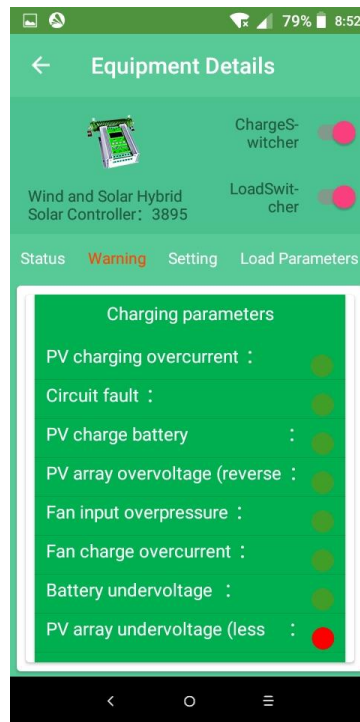 79% 8:52
Equipment Details
ChargeS-
witcher
Wind and Solar Hybrid
Solar Controller：3895
LoadSwit-
cher
Status Warning Setting Load Parameters
Charging parameters
PV charging overcurrent：
Circuit fault：
PV charge battery ：
PV array overvoltage (reverse ：
Fan input overpressure：
Fan charge overcurrent：
Battery undervoltage ：
PV array undervoltage (less ：